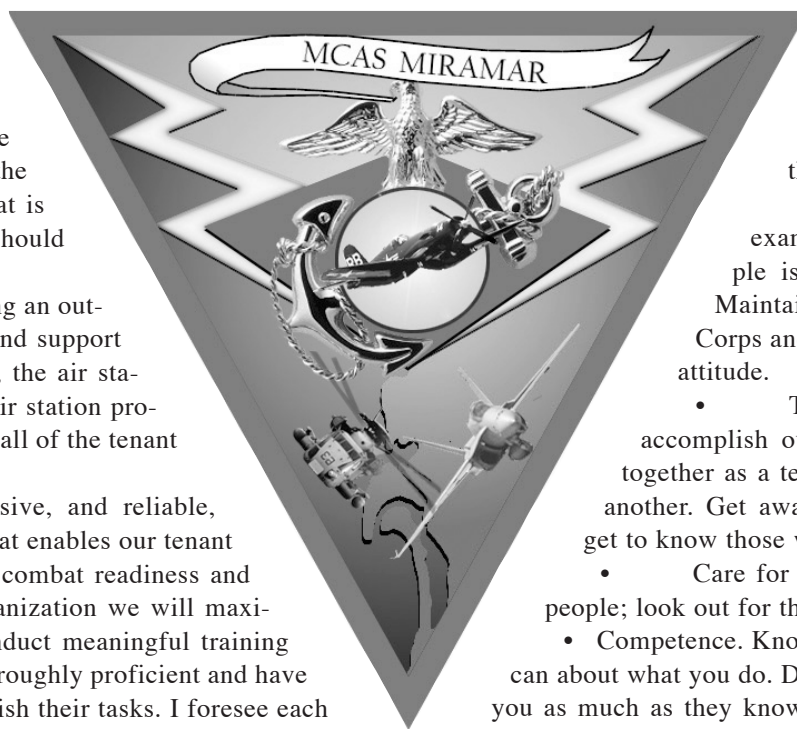 MCAS MIRAMAR
at is
hould
ng an out-
nd support
, the air sta-
ir station pro-
all of the tenant
sive, and reliable,
at enables our tenant
combat readiness and
anization we will maxi-
nduct meaningful training
roughly proficient and have
ish their tasks. I foresee each
exam
ple is
Maintai
Corps an
attitude.
• T
accomplish ou
together as a te
another. Get awa
get to know those w
• Care for
people; look out for th
• Competence. Kno
can about what you do. D
you as much as they know